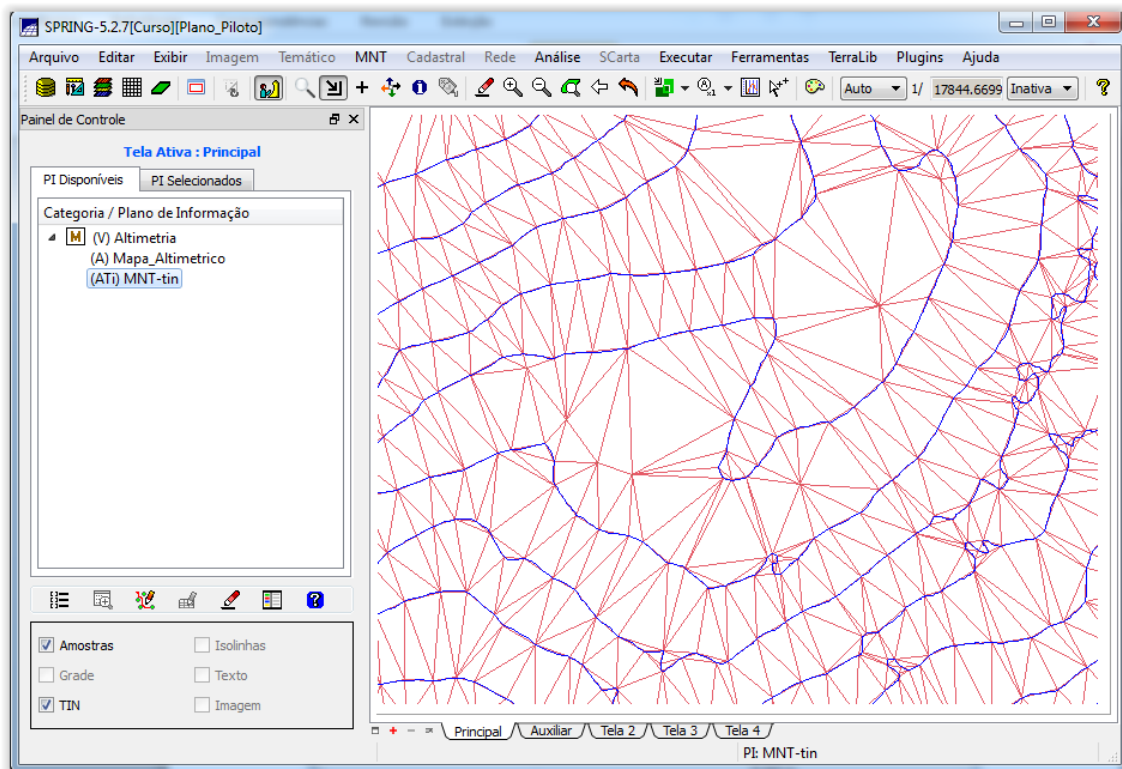 SPRING-5.2.7[Curso][Plano_Piloto]
Arquivo Editar Exibir Imagem Temático MNT Cadastral Rede Análise SCarta Executar Ferramentas TerraLib Plugins Ajuda
Auto 1/ 17844.6699 Inativa
Painel de Controle
Tela Ativa : Principal
PI Disponíveis PI Selecionados
Categoria / Plano de Informação
M (V) Altimetria
(A) Mapa_Altimetrico
(ATi) MNT-tin
Amostras Isolinhas
Grade Texto
TIN Imagem
Principal Auxiliar Tela 2 Tela 3 Tela 4
PI: MNT-tin